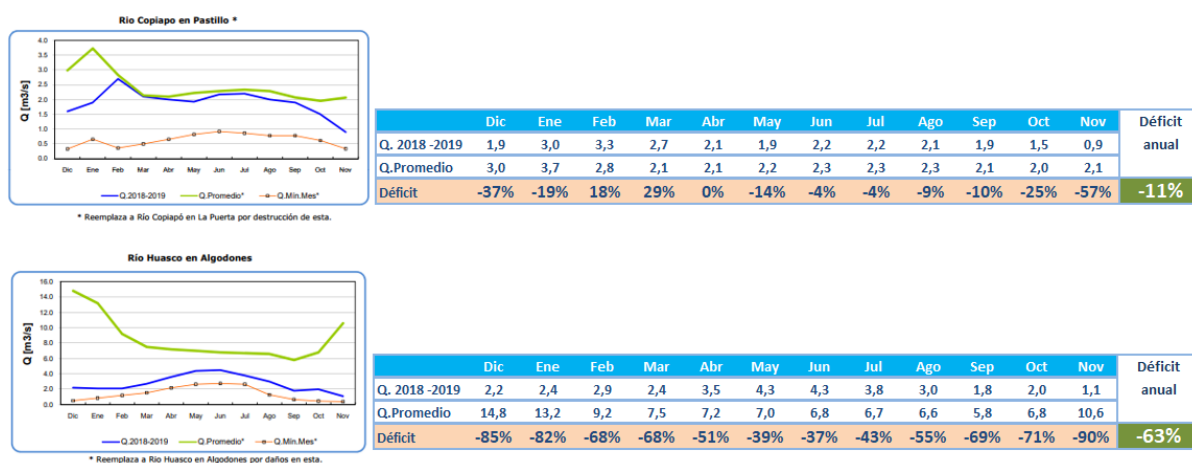 Río Copiapo en Pastillo *
Q [m3/s]
4.0
3.5
3.0
2.5
2.0
1.5
1.0
0.5
0.0
Dic Ene Feb Mar Abr May Jun Jul Ago Sep Oct Nov
Q.2018-2019 Q.Promedio* Q.Mín.Mes*
* Reemplaza a Río Copiapó en La Puerta por destrucción de esta.
Dic Ene Feb Mar Abr May Jun Jul Ago Sep Oct Nov Déficit anual
Q. 2018 -2019 1,9 3,0 3,3 2,7 2,1 1,9 2,2 2,2 2,1 1,9 1,5 0,9
Q.Promedio 3,0 3,7 2,8 2,1 2,1 2,2 2,3 2,3 2,3 2,1 2,0 2,1
Déficit -37% -19% 18% 29% 0% -14% -4% -4% -9% -10% -25% -57% -11%
Río Huasco en Algodones
Q [m3/s]
16.0
14.0
12.0
10.0
8.0
6.0
4.0
2.0
0.0
Dic Ene Feb Mar Abr May Jun Jul Ago Sep Oct Nov
Q.2018-2019 Q.Promedio* Q.Mín.Mes*
* Reemplaza a Río Huasco en Algodones por daños en esta.
Dic Ene Feb Mar Abr May Jun Jul Ago Sep Oct Nov Déficit anual
Q. 2018 -2019 2,2 2,4 2,9 2,4 3,5 4,3 4,3 3,8 3,0 1,8 2,0 1,1
Q.Promedio 14,8 13,2 9,2 7,5 7,2 7,0 6,8 6,7 6,6 5,8 6,8 10,6
Déficit -85% -82% -68% -68% -51% -39% -37% -43% -55% -69% -71% -90% -63%